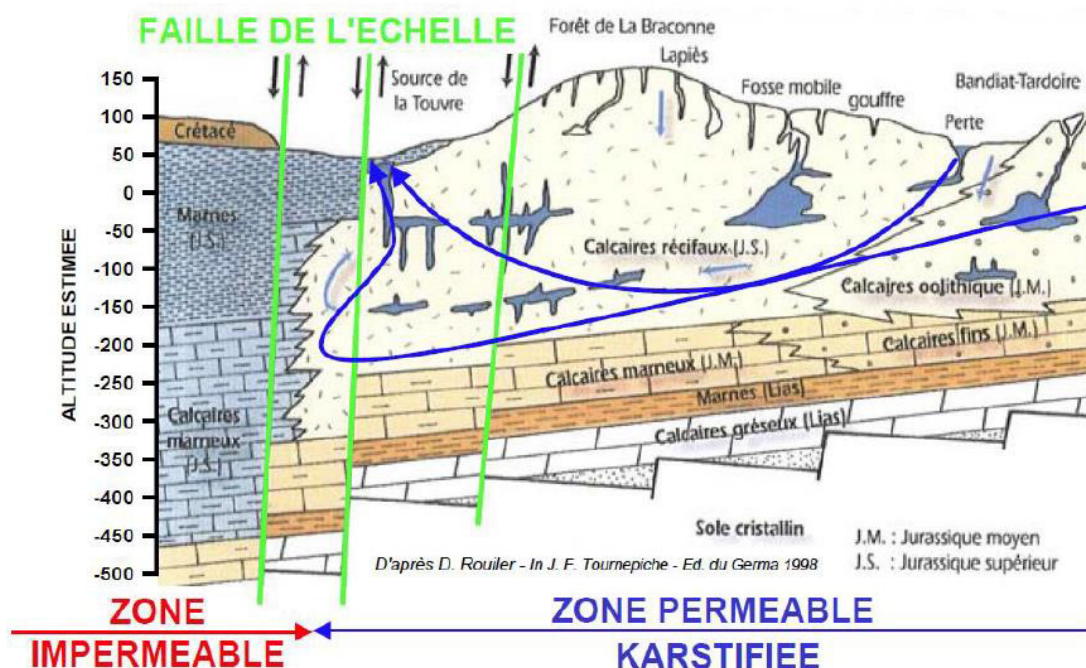 FAILLE DE L'ECHELLE
Forêt de La Braconne
Lapiès
Source de
la Touvre
Fosse mobile
gouffre
Bandiat-Tardoire
Perte
Crétacé
ALTITUDE ESTIMEE
150
100
50
0
-50
-100
-150
-200
-250
-300
-350
-400
-450
-500
Marnes
(J.S.)
Calcaires récifaux (J.S.)
Calcaires oolithique (J.M.)
Calcaires fins (J.M.)
Calcaires marneux (J.M.)
Marnes (Lias)
Calcaires gréseux (Lias)
Calcaires
marneux
(J.S.)
Sole cristallin
J.M. : Jurassique moyen
J.S. : Jurassique supérieur
D'après D. Rouiler - In J. F. Tournepiche - Ed. du Germa 1998
ZONE
IMPERMEABLE
ZONE PERMEABLE
KARSTIFIEE